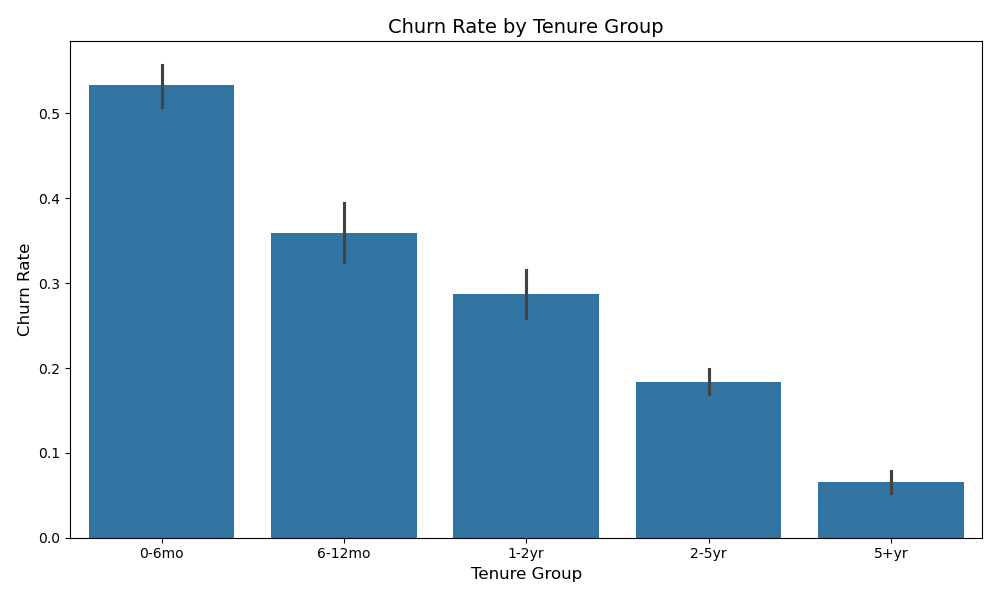 Churn Rate by Tenure Group
Churn Rate
0.5
0.4
0.3
0.2
0.1
0.0
0-6mo 6-12mo 1-2yr 2-5yr 5+yr
Tenure Group